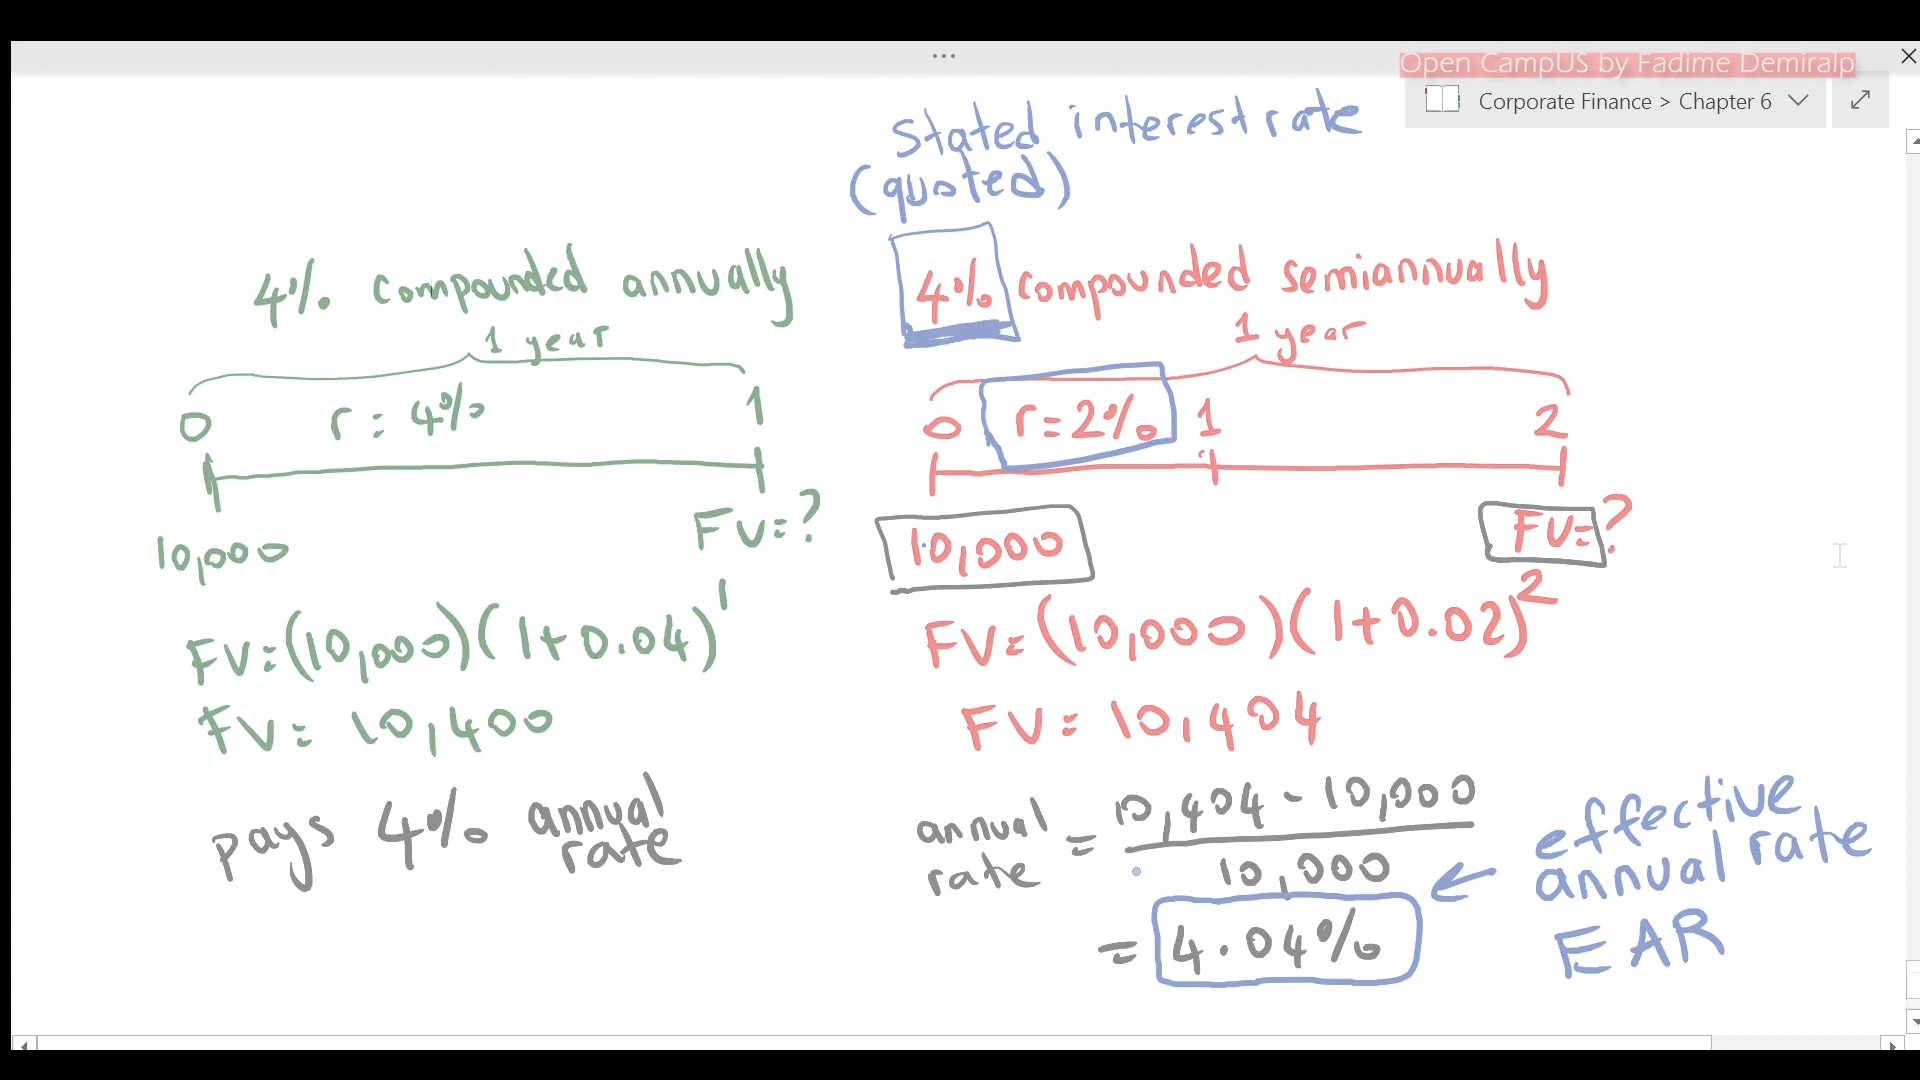 ...
Open CampUS by Fadime Demiralp
Corporate Finance > Chapter 6
Stated interest rate
(quoted)
4% compounded annually
1 year
0 r = 4% 1
10,000
FV=?
FV=(10,000)(1+0.04)^1
FV= 10,400
pays 4% annual rate
4% compounded semiannually
1 year
0 r=2% 1 2
10,000
FV=?
FV=(10,000)(1+0.02)^2
FV= 10,404
annual rate = 10,404 - 10,000
10,000
= 4.04%
effective
annual rate
EAR